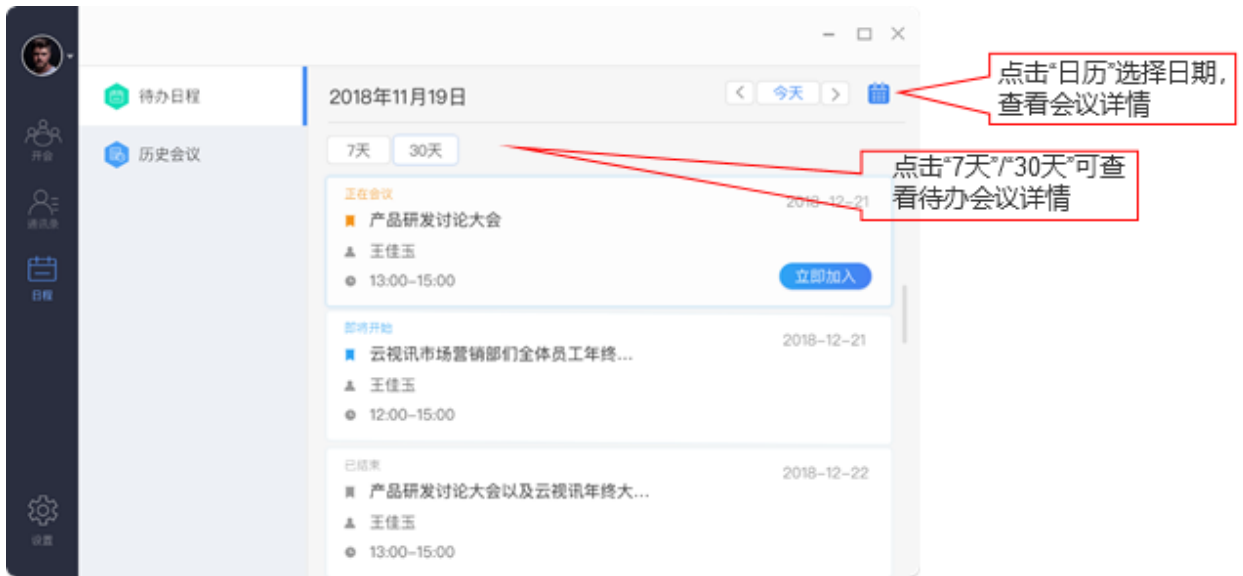 开会
通讯录
日程
设置
待办日程
历史会议
2018年11月19日
今天
7天
30天
正在会议
2018-12-21
产品研发讨论大会
王佳玉
13:00-15:00
立即加入
即将开始
2018-12-21
云视讯市场营销部们全体员工年终...
王佳玉
12:00-15:00
已结束
2018-12-22
产品研发讨论大会以及云视讯年终大...
王佳玉
13:00-15:00
点击“日历”选择日期，
查看会议详情
点击“7天”/“30天”可查
看待办会议详情